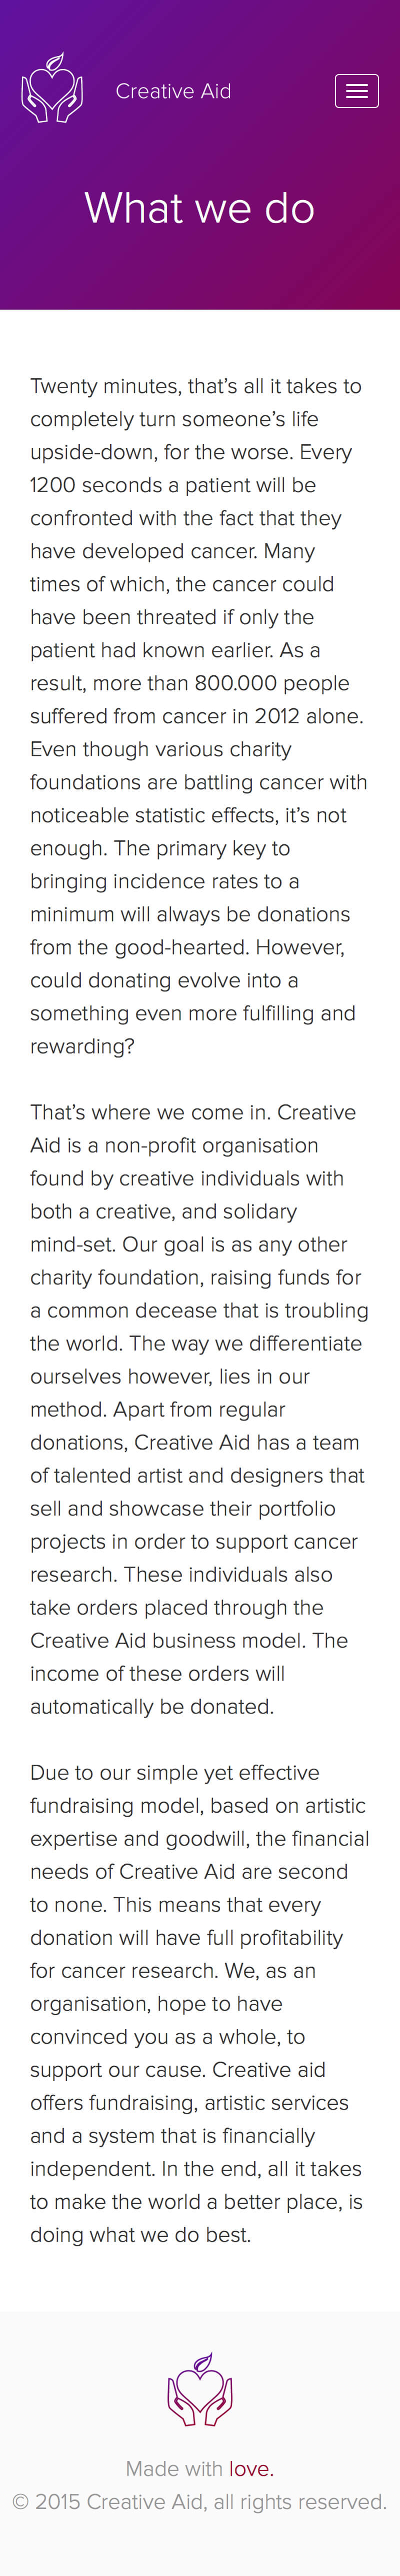 Creative Aid
What we do
Twenty minutes, that’s all it takes to
completely turn someone’s life
upside-down, for the worse. Every
1200 seconds a patient will be
confronted with the fact that they
have developed cancer. Many
times of which, the cancer could
have been threated if only the
patient had known earlier. As a
result, more than 800.000 people
suffered from cancer in 2012 alone.
Even though various charity
foundations are battling cancer with
noticeable statistic effects, it’s not
enough. The primary key to
bringing incidence rates to a
minimum will always be donations
from the good-hearted. However,
could donating evolve into a
something even more fulfilling and
rewarding?
That’s where we come in. Creative
Aid is a non-profit organisation
found by creative individuals with
both a creative, and solidary
mind-set. Our goal is as any other
charity foundation, raising funds for
a common decease that is troubling
the world. The way we differentiate
ourselves however, lies in our
method. Apart from regular
donations, Creative Aid has a team
of talented artist and designers that
sell and showcase their portfolio
projects in order to support cancer
research. These individuals also
take orders placed through the
Creative Aid business model. The
income of these orders will
automatically be donated.
Due to our simple yet effective
fundraising model, based on artistic
expertise and goodwill, the financial
needs of Creative Aid are second
to none. This means that every
donation will have full profitability
for cancer research. We, as an
organisation, hope to have
convinced you as a whole, to
support our cause. Creative aid
offers fundraising, artistic services
and a system that is financially
independent. In the end, all it takes
to make the world a better place, is
doing what we do best.
Made with love.
© 2015 Creative Aid, all rights reserved.